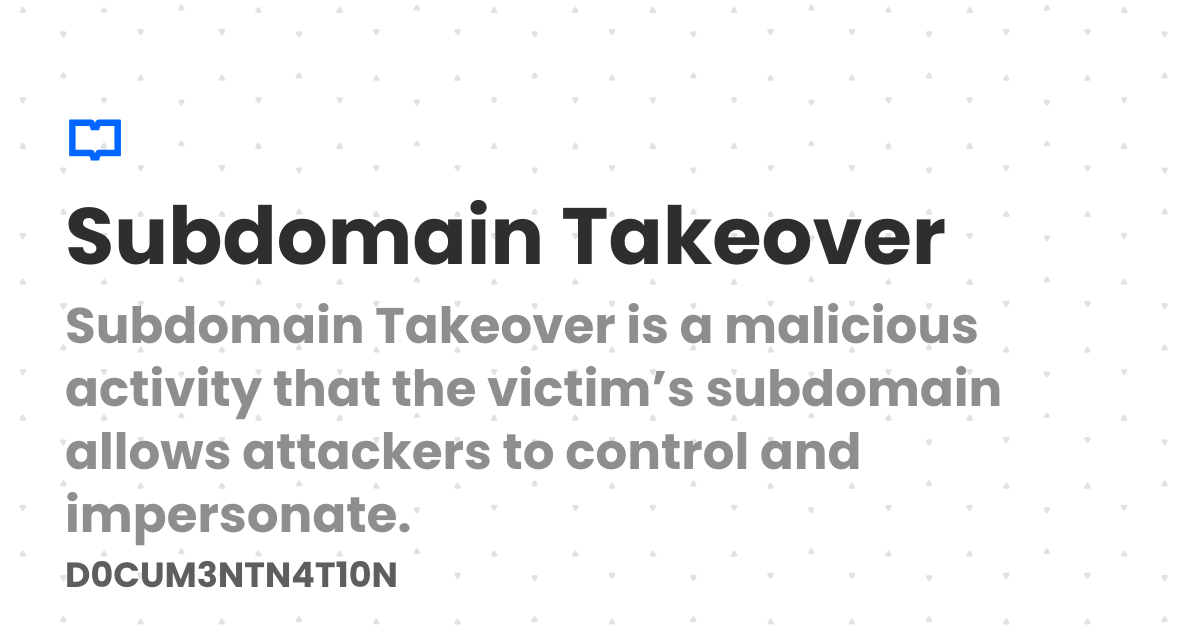 Subdomain Takeover
Subdomain Takeover is a malicious
activity that the victim’s subdomain
allows attackers to control and
impersonate.
D0CUM3NTN4T10N